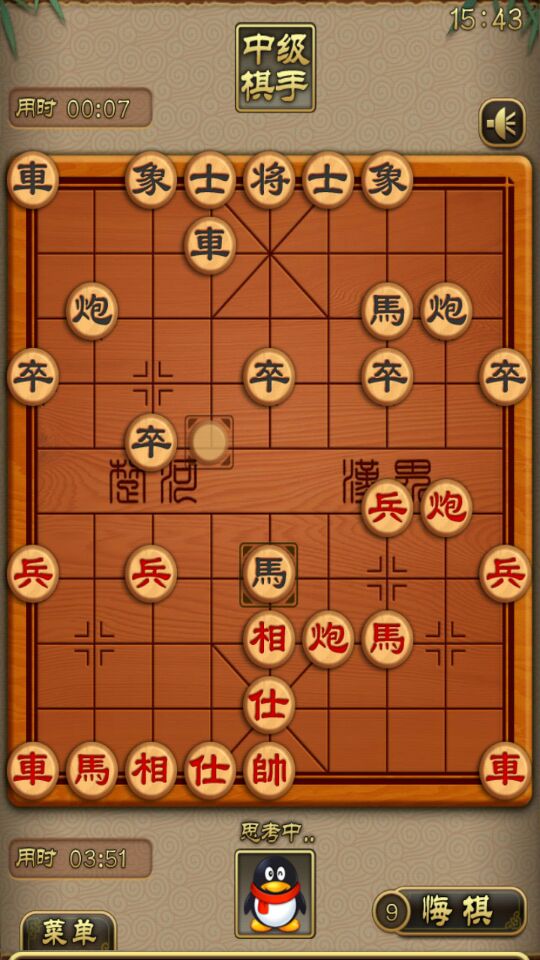 15:43
中级
棋手
用时 00:07
車 象 士 将 士 象
車
炮 馬 炮
卒 卒 卒 卒
卒
楚河 漢界
兵 炮
兵 兵 馬 兵
相 炮 馬
仕
車 馬 相 仕 帥 車
思考中..
用时 03:51
9 悔棋
菜单